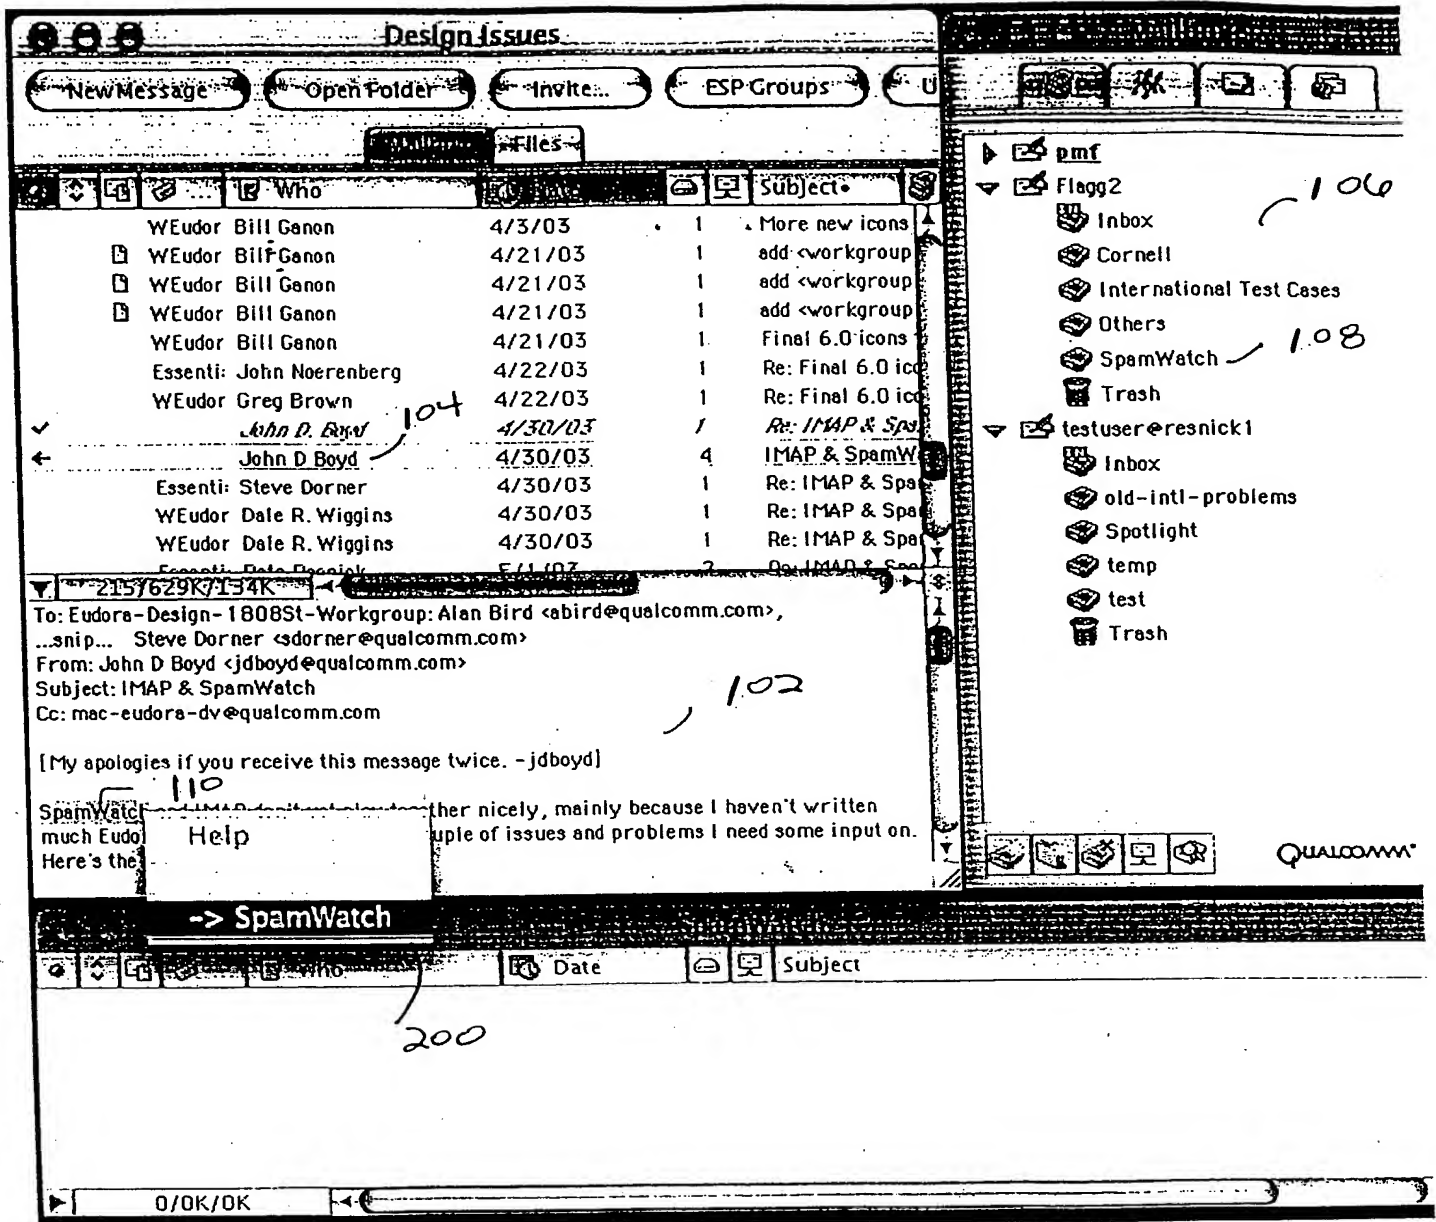 Design Issues
New Message Open Folder Invite... ESP Groups U
Files
Who Subject
WEudor Bill Ganon 4/3/03 1 More new icons
WEudor Bill Ganon 4/21/03 1 add <workgroup
WEudor Bill Ganon 4/21/03 1 add <workgroup
WEudor Bill Ganon 4/21/03 1 add <workgroup
WEudor Bill Ganon 4/21/03 1 Final 6.0 icons
Essenti: John Noerenberg 4/22/03 1 Re: Final 6.0 ico
WEudor Greg Brown 4/22/03 1 Re: Final 6.0 ico
104
John D. Boyd 4/30/03 1 Re: IMAP & Spa
John D Boyd 4/30/03 4 IMAP & SpamW
Essenti: Steve Dorner 4/30/03 1 Re: IMAP & Spa
WEudor Dale R. Wiggins 4/30/03 1 Re: IMAP & Spa
WEudor Dale R. Wiggins 4/30/03 1 Re: IMAP & Spa
215/629K/134K
To: Eudora-Design-1808St-Workgroup: Alan Bird <abird@qualcomm.com>,
...snip... Steve Dorner <sdorner@qualcomm.com>
From: John D Boyd <jdboyd@qualcomm.com>
Subject: IMAP & SpamWatch
Cc: mac-eudora-dv@qualcomm.com
102
[My apologies if you receive this message twice. -jdboyd]
110
SpamWatch ther nicely, mainly because I haven't written
much Eudo uple of issues and problems I need some input on.
Here's the
Help
-> SpamWatch
200
pmf
Flagg2
106
Inbox
Cornell
International Test Cases
Others
SpamWatch 108
Trash
testuser@resnick1
Inbox
old-intl-problems
Spotlight
temp
test
Trash
QUALCOMM
Who Date Subject
0/0K/0K